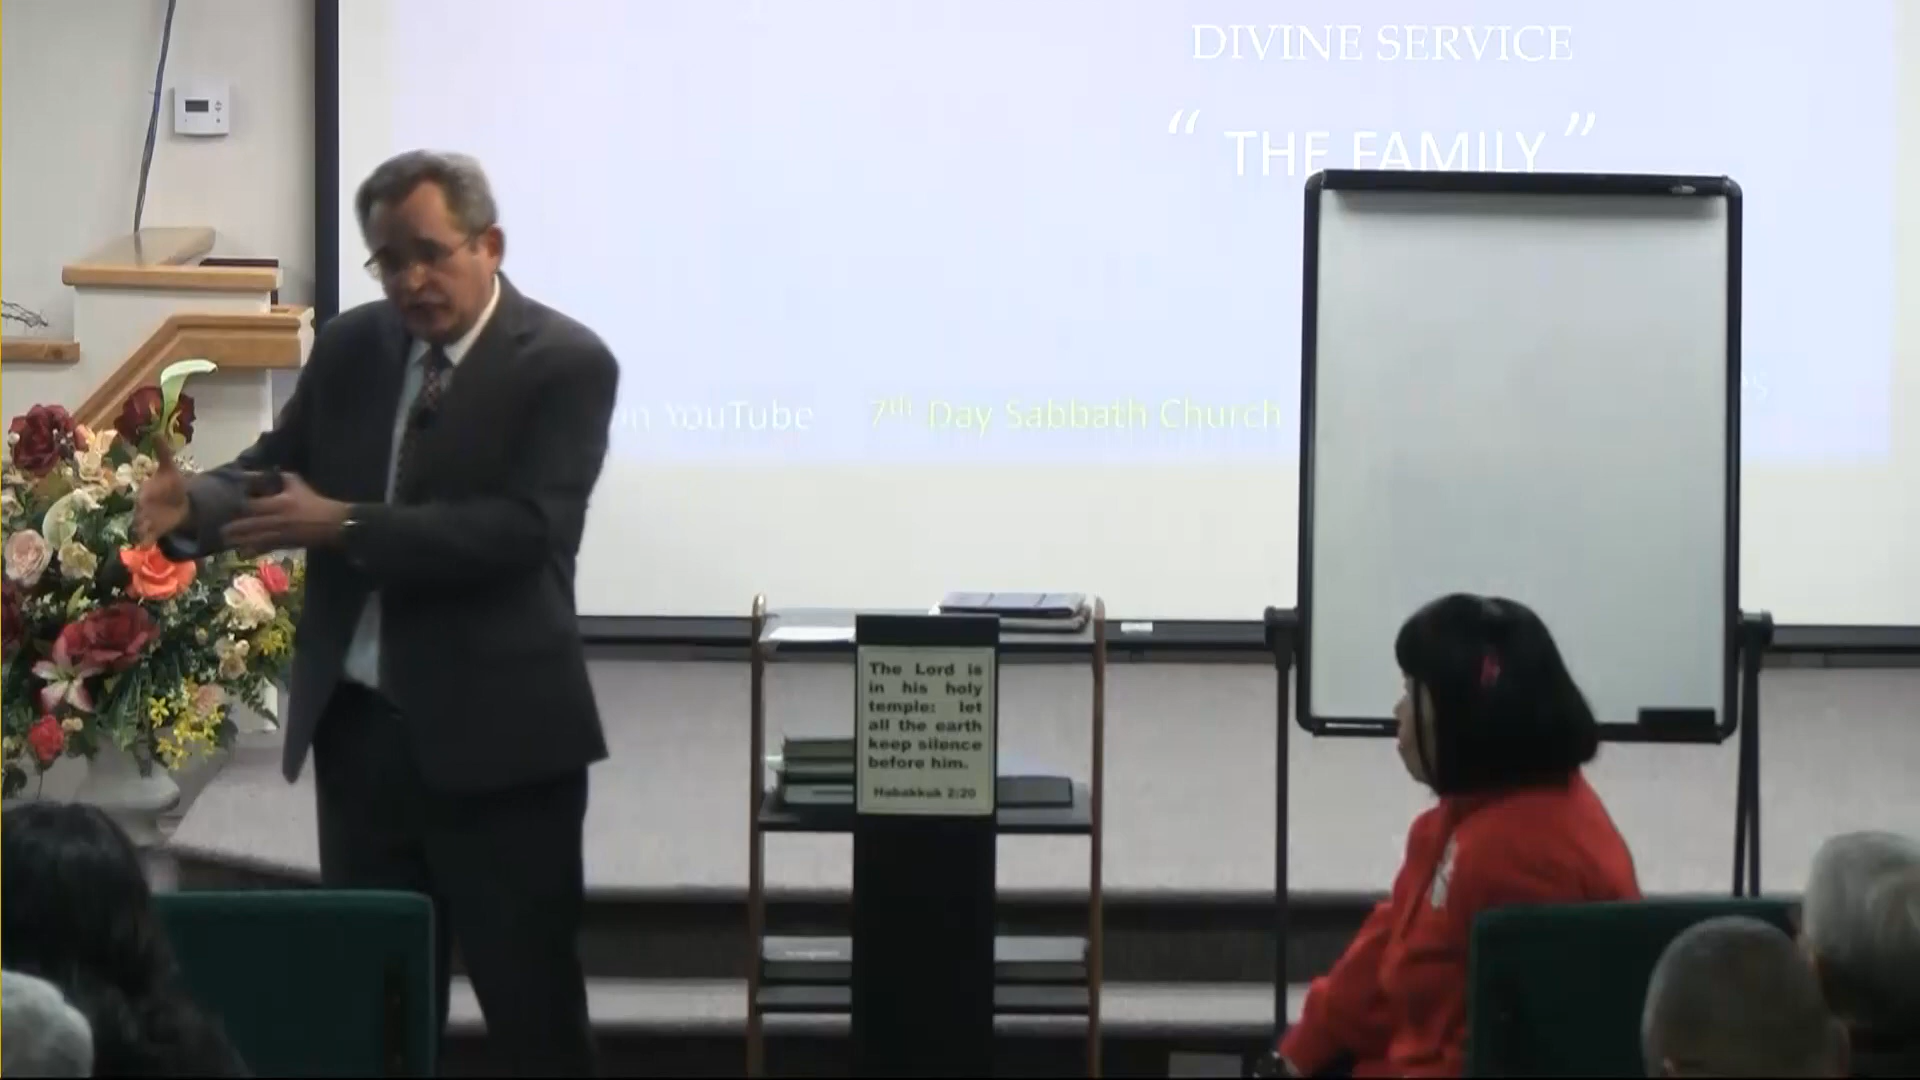 DIVINE SERVICE
“ THE FAMILY ”
on YouTube 7th Day Sabbath Church
The Lord is
in his holy
temple: let
all the earth
keep silence
before him.
Habakkuk 2:20